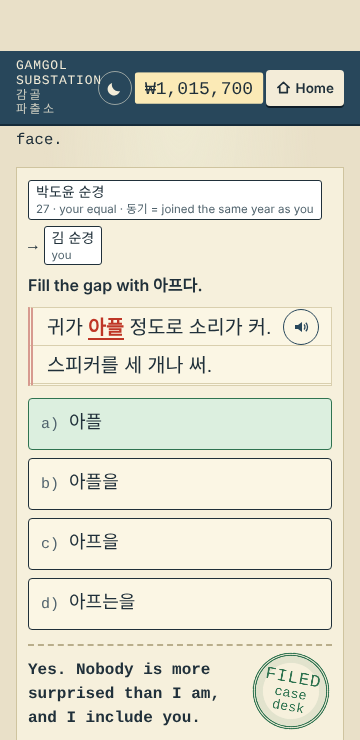 GAMGOL
SUBSTATION
감골
파출소
₩1,015,700
Home
face.
박도윤 순경
27 · your equal · 동기 = joined the same year as you
→ 김 순경
you
Fill the gap with 아프다.
귀가 아플 정도로 소리가 커.
스피커를 세 개나 써.
a) 아플
b) 아플을
c) 아프을
d) 아프는을
Yes. Nobody is more
surprised than I am,
and I include you.
FILED
case
desk